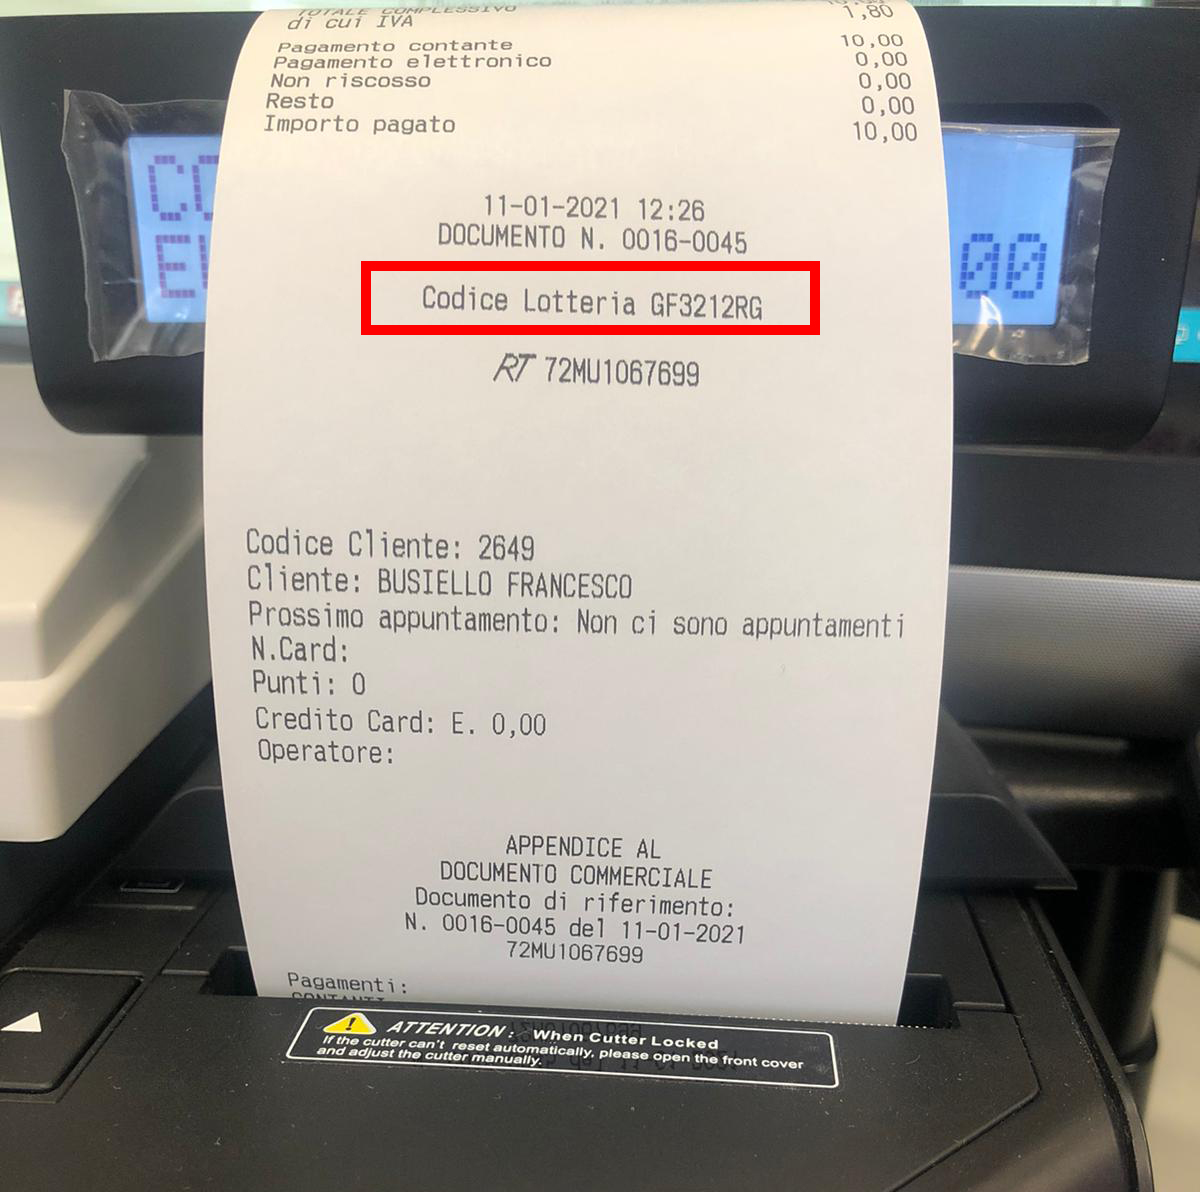 TOTALE COMPLESSIVO
di cui IVA 1,80
Pagamento contante 10,00
Pagamento elettronico 0,00
Non riscosso 0,00
Resto 0,00
Importo pagato 10,00
11-01-2021 12:26
DOCUMENTO N. 0016-0045
Codice Lotteria GF3212RG
RT 72MU1067699
00
Codice Cliente: 2649
Cliente: BUSIELLO FRANCESCO
Prossimo appuntamento: Non ci sono appuntamenti
N.Card:
Punti: 0
Credito Card: E. 0,00
Operatore:
APPENDICE AL
DOCUMENTO COMMERCIALE
Documento di riferimento:
N. 0016-0045 del 11-01-2021
72MU1067699
Pagamenti:
CONTANTI
ATTENTION: When Cutter Locked
If the cutter can't reset automatically, please open the front cover
and adjust the cutter manually.